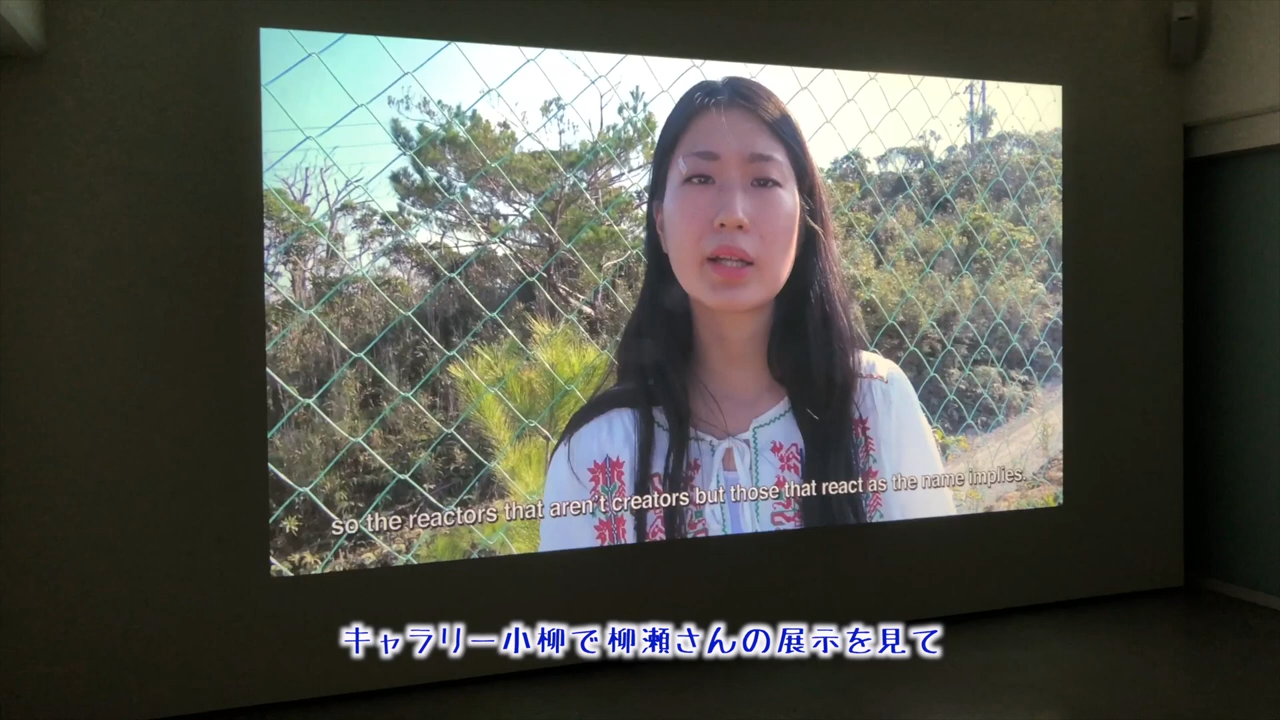 so the reactors that aren't creators but those that react as the name implies.
キャラリー小柳で柳瀬さんの展示を見て